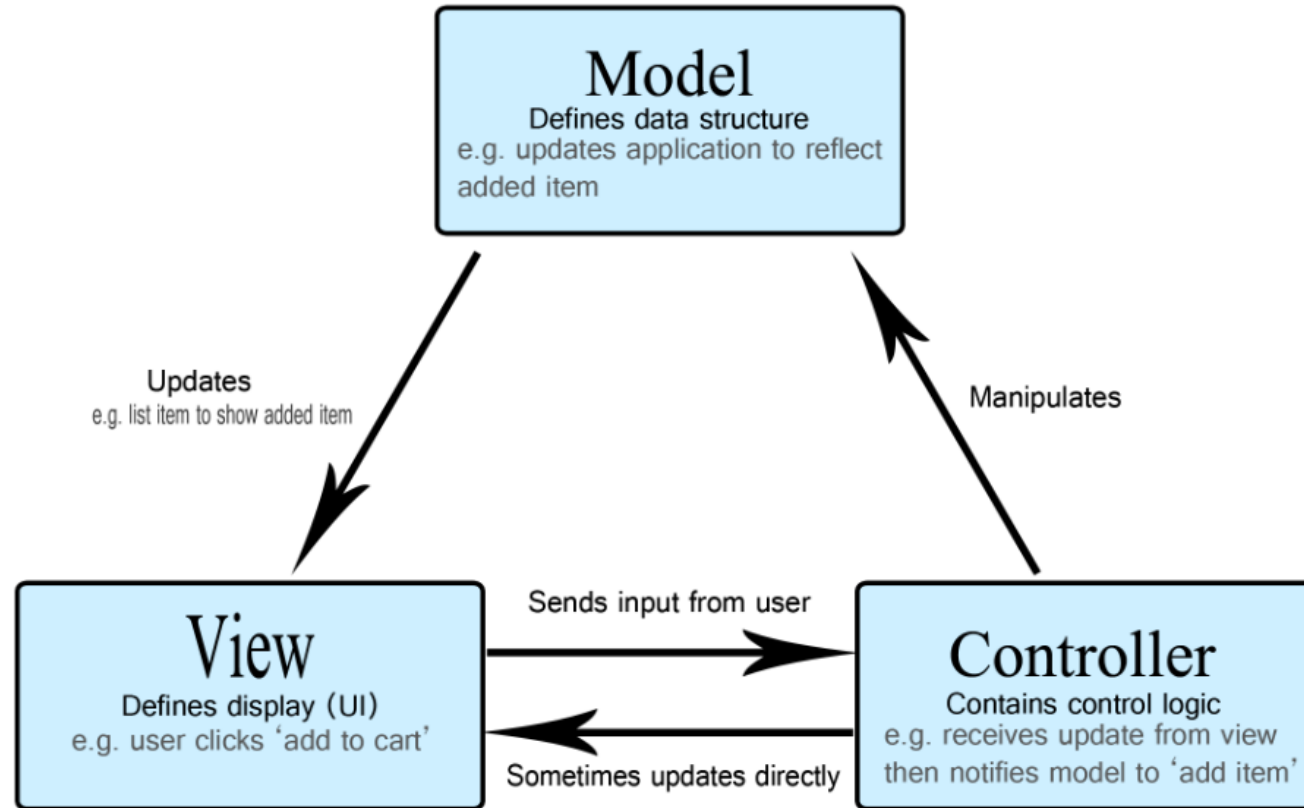 Model
Defines data structure
e.g. updates application to reflect
added item
Updates
e.g. list item to show added item
Manipulates
View
Defines display (UI)
e.g. user clicks ‘add to cart’
Sends input from user
Sometimes updates directly
Controller
Contains control logic
e.g. receives update from view
then notifies model to ‘add item’